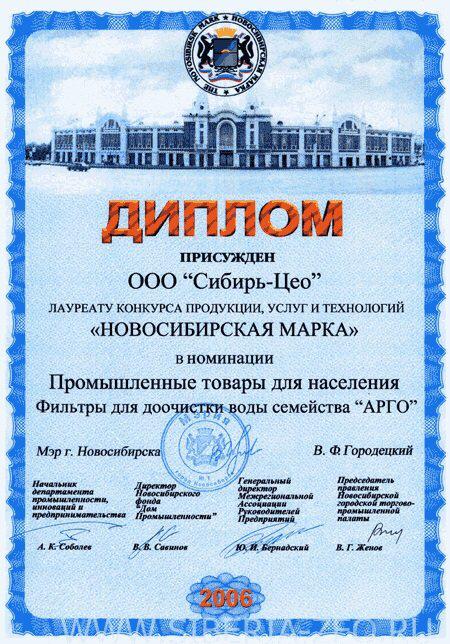 THE NOVOSIBIRSK MARK ★ НОВОСИБИРСКАЯ МАРКА
ДИПЛОМ
ПРИСУЖДЕН
ООО “Сибирь-Цео”
ЛАУРЕАТУ КОНКУРСА ПРОДУКЦИИ, УСЛУГ И ТЕХНОЛОГИЙ
«НОВОСИБИРСКАЯ МАРКА»
в номинации
Промышленные товары для населения
Фильтры для доочистки воды семейства “АРГО”
Мэрия
Мэр г. Новосибирска В. Ф. Городецкий
Начальник
департамента
промышленности,
инноваций и
предпринимательства
Директор
Новосибирского
фонда
"Дом
Промышленности"
Генеральный
директор
Межрегиональной
Ассоциации
Руководителей
Предприятий
Председатель
правления
Новосибирской
городской торгово-
промышленной
палаты
А. К. Соболев В. В. Савинов Ю. И. Бернадский В. Г. Женов
2006
WWW.SIBERIA-ZEO.RU